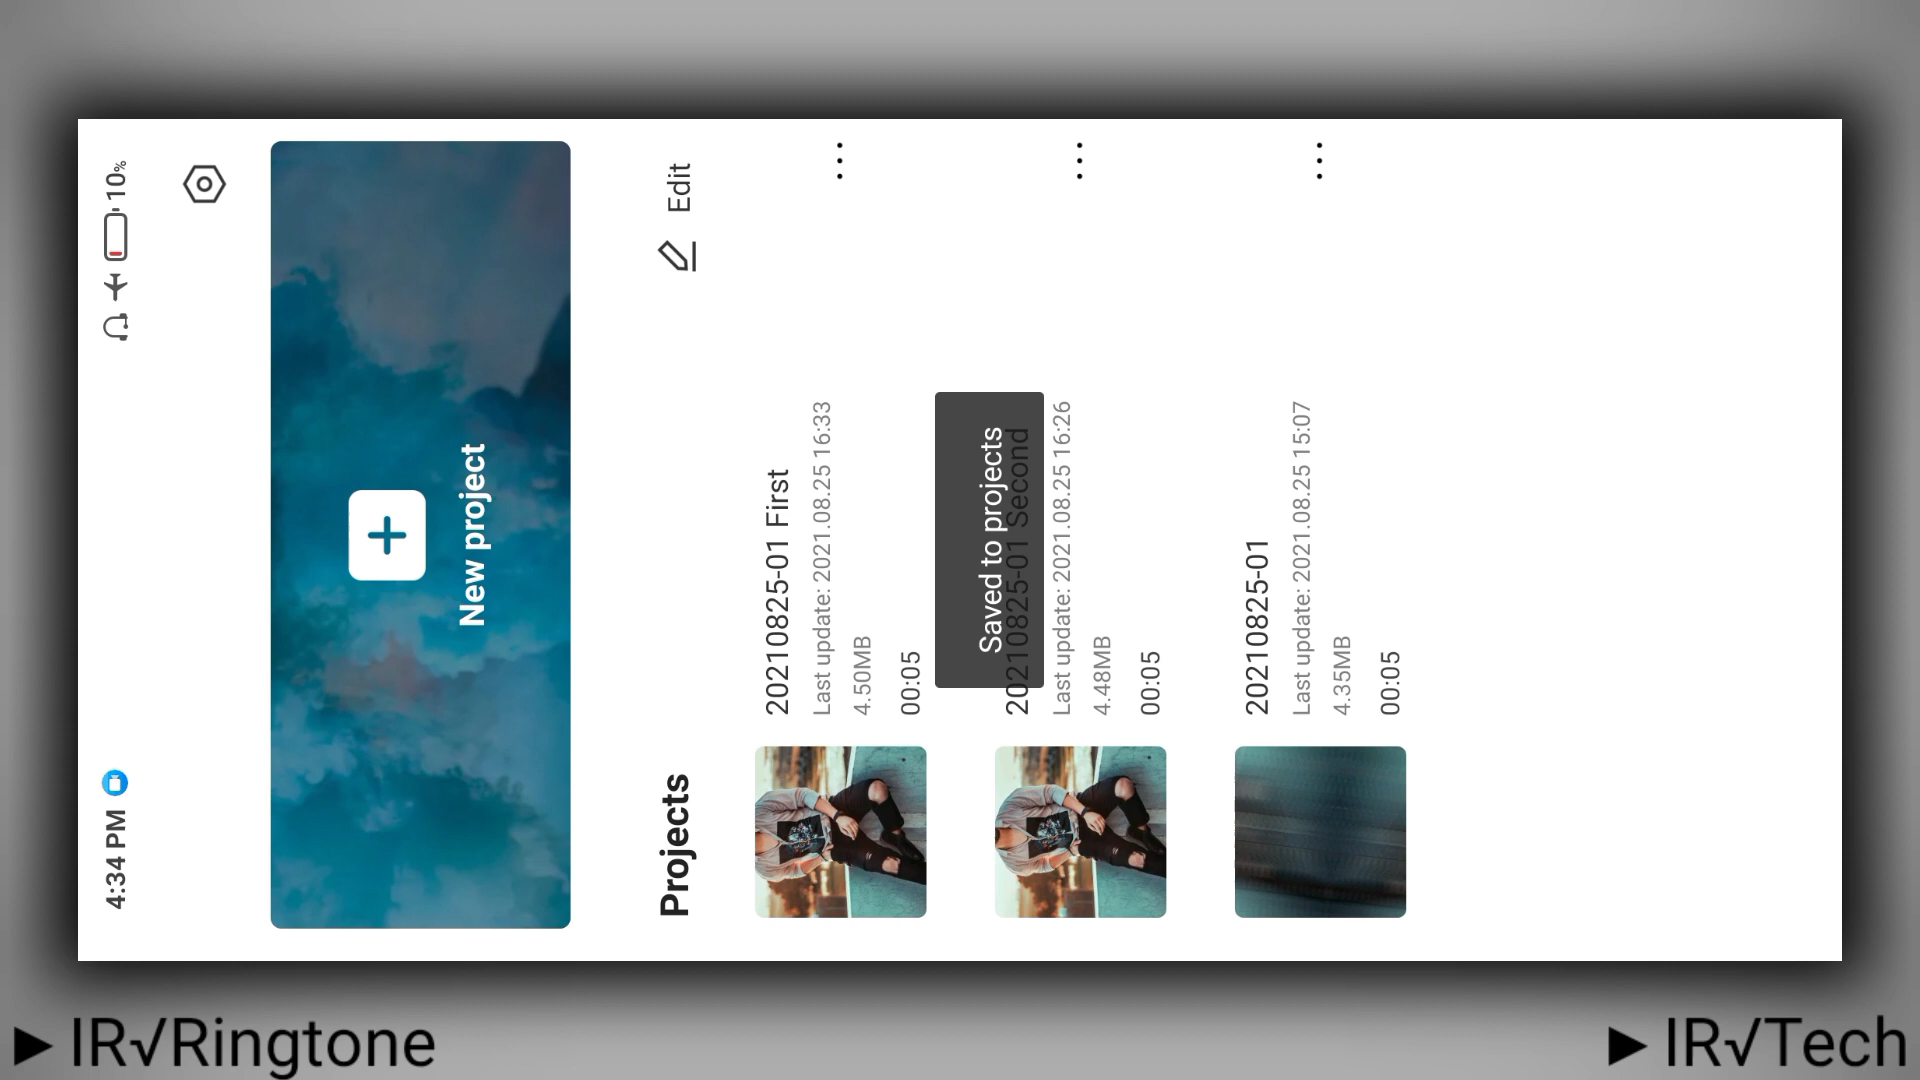 4:34 PM
10%
New project
Projects
Edit
20210825-01 First
Last update: 2021.08.25 16:33
4.50MB
00:05
Saved to projects
20210825-01 Second
Last update: 2021.08.25 16:26
4.48MB
00:05
20210825-01
Last update: 2021.08.25 15:07
4.35MB
00:05
► IR√Ringtone
► IR√Tech